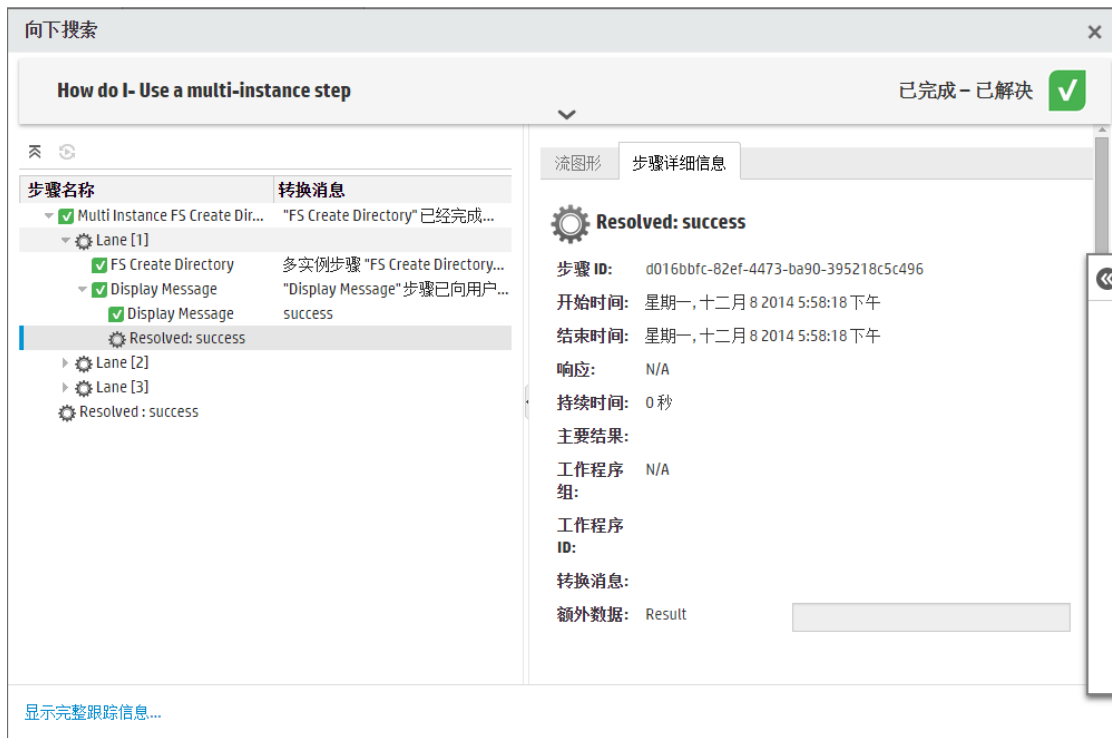 向下搜索
How do I- Use a multi-instance step
已完成 – 已解决
流图形 步骤详细信息
步骤名称 转换消息
Multi Instance FS Create Dir... "FS Create Directory" 已经完成...
Lane [1]
FS Create Directory 多实例步骤 "FS Create Directory...
Display Message "Display Message"步骤已向用户...
Display Message success
Resolved: success
Lane [2]
Lane [3]
Resolved : success
Resolved: success
步骤 ID: d016bbfc-82ef-4473-ba90-395218c5c496
开始时间: 星期一, 十二月 8 2014 5:58:18 下午
结束时间: 星期一, 十二月 8 2014 5:58:18 下午
响应: N/A
持续时间: 0 秒
主要结果:
工作程序 N/A
组:
工作程序
ID:
转换消息:
额外数据: Result
显示完整跟踪信息...